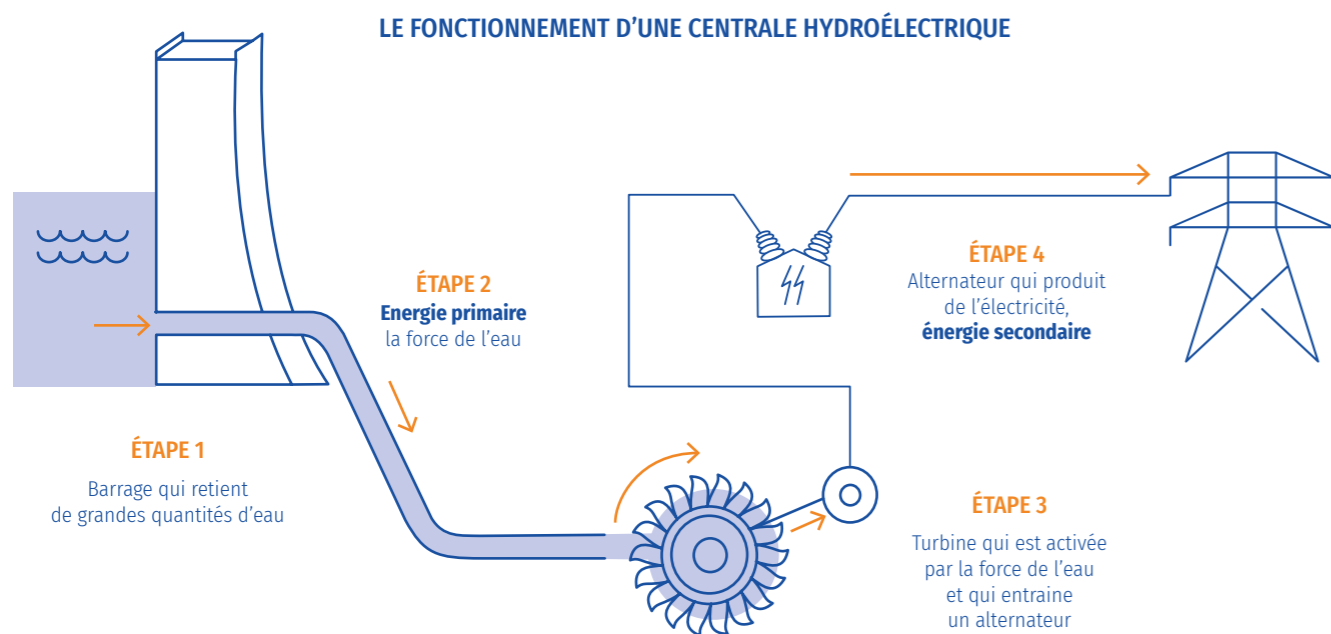 LE FONCTIONNEMENT D'UNE CENTRALE HYDROÉLECTRIQUE
ÉTAPE 1
Barrage qui retient
de grandes quantités d'eau
ÉTAPE 2
Energie primaire
la force de l'eau
ÉTAPE 3
Turbine qui est activée
par la force de l'eau
et qui entraine
un alternateur
ÉTAPE 4
Alternateur qui produit
de l'électricité,
énergie secondaire